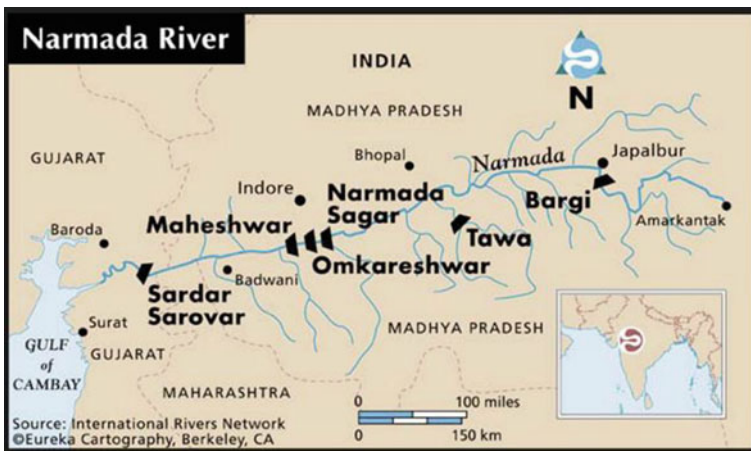 Narmada River
INDIA
N
MADHYA PRADESH
GUJARAT
Bhopal
Narmada
Japalbur
Indore
Narmada
Sagar
Bargi
Amarkantak
Baroda
Maheshwar
Tawa
Omkareshwar
Badwani
Sardar
Sarovar
Surat
GULF
of
CAMBAY
GUJARAT
MADHYA PRADESH
MAHARASHTRA
0 100 miles
0 150 km
Source: International Rivers Network
©Eureka Cartography, Berkeley, CA